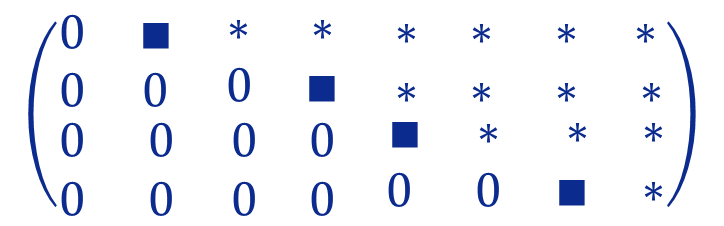 0 ■ * * * * * *
0 0 0 ■ * * * *
0 0 0 0 ■ * * *
0 0 0 0 0 0 ■ *